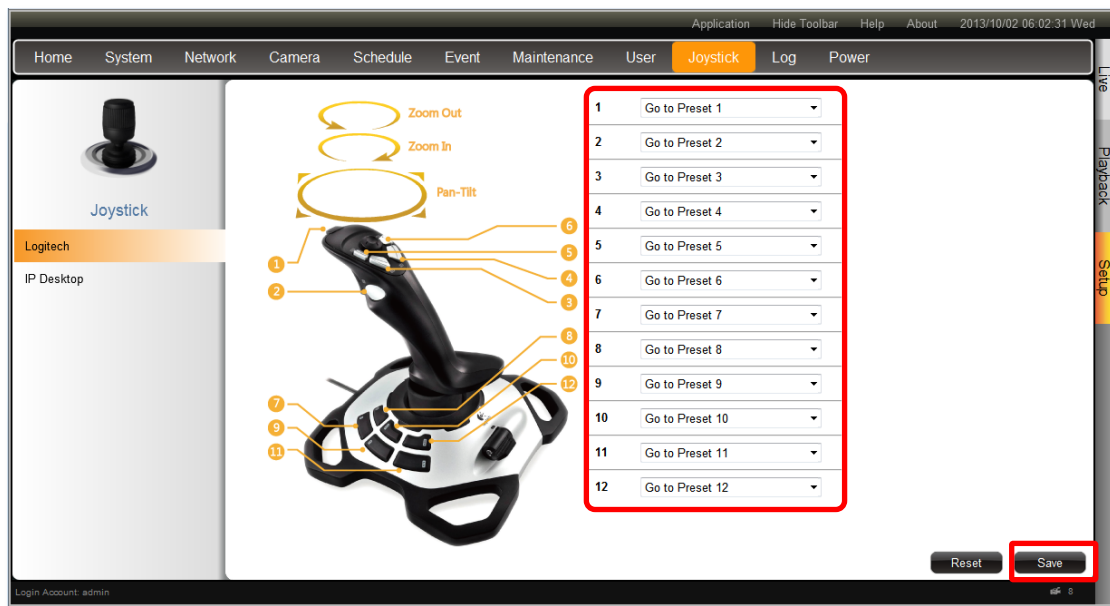 Application Hide Toolbar Help About 2013/10/02 06:02:31 Wed
Home System Network Camera Schedule Event Maintenance User Joystick Log Power
Live
Playback
Setup
Joystick
Logitech
IP Desktop
Zoom Out
Zoom In
Pan-Tilt
6
5
1
4
2
3
8
10
12
7
9
11
1 Go to Preset 1
2 Go to Preset 2
3 Go to Preset 3
4 Go to Preset 4
5 Go to Preset 5
6 Go to Preset 6
7 Go to Preset 7
8 Go to Preset 8
9 Go to Preset 9
10 Go to Preset 10
11 Go to Preset 11
12 Go to Preset 12
Reset Save
Login Account: admin 8